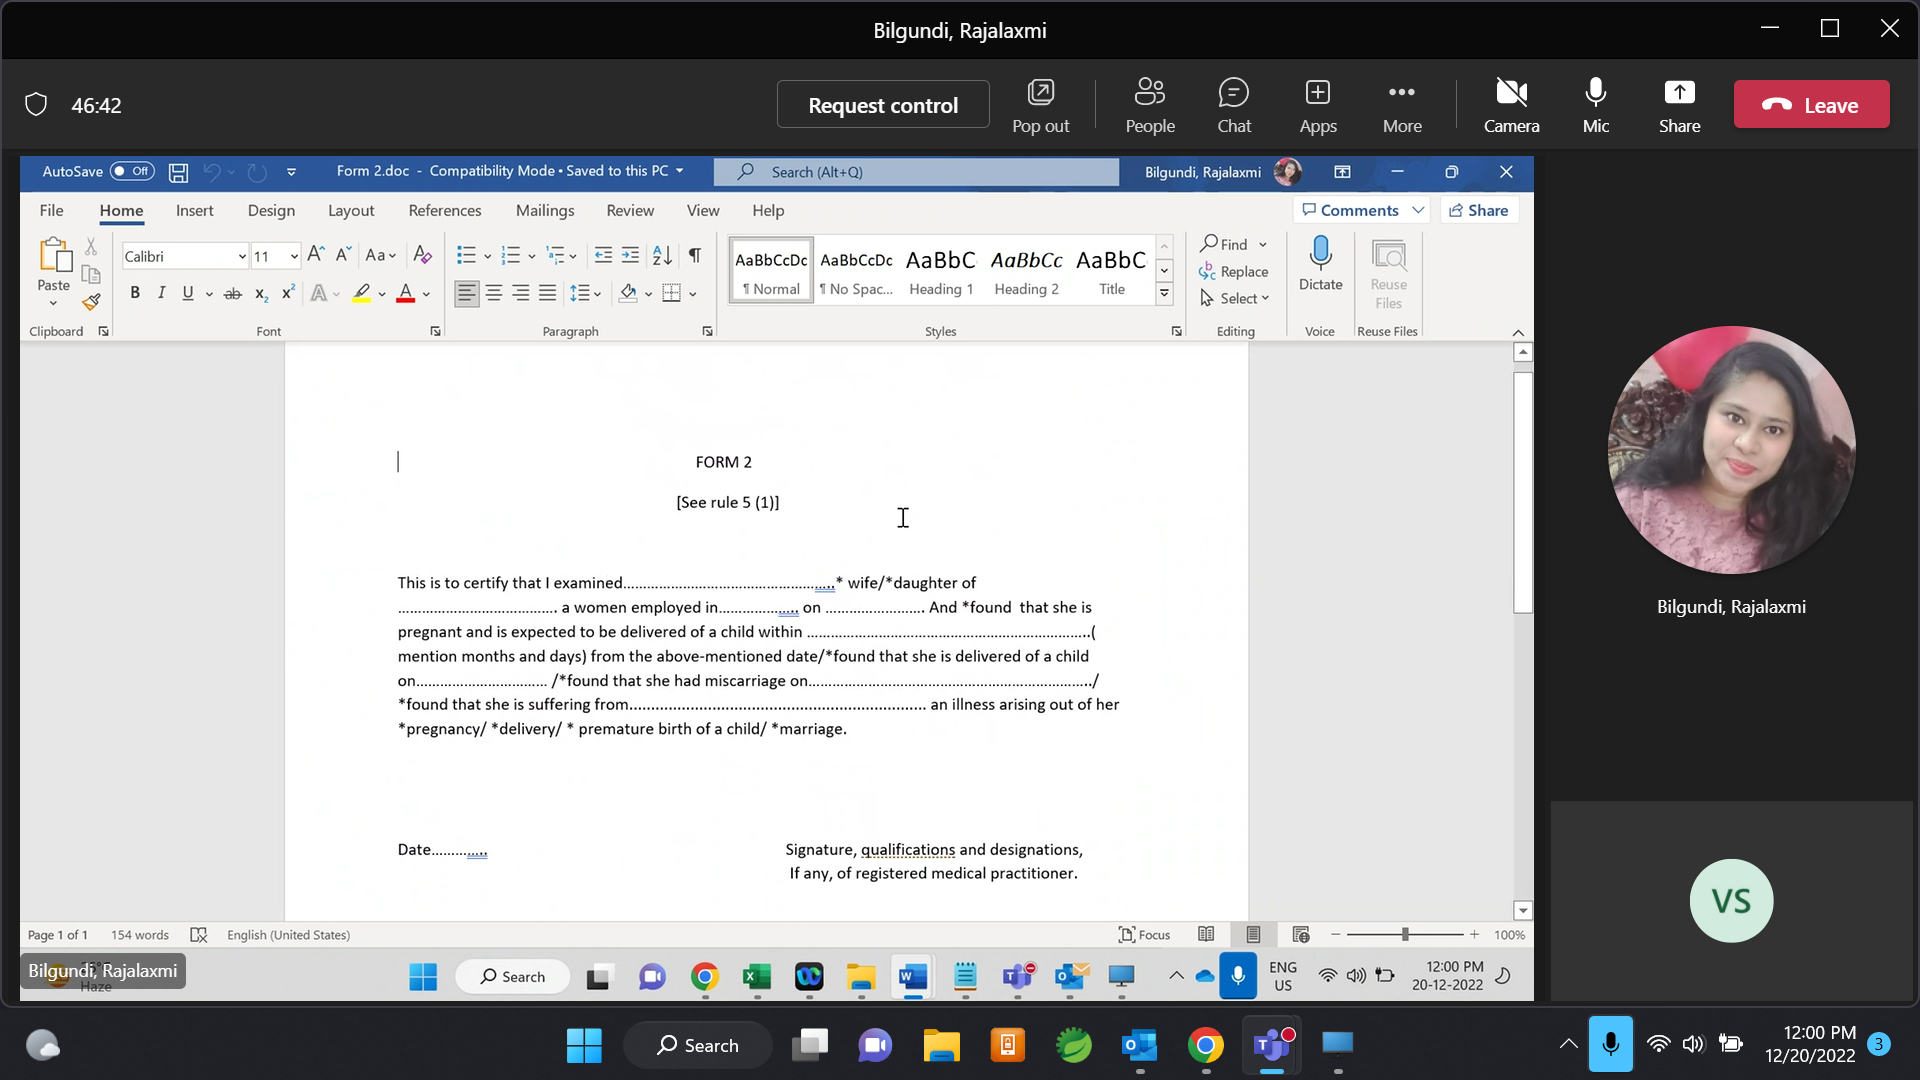 Bilgundi, Rajalaxmi
46:42
Request control
Pop out
People
Chat
Apps
More
Camera
Mic
Share
Leave
AutoSave Off
Form 2.doc - Compatibility Mode • Saved to this PC
Search (Alt+Q)
Bilgundi, Rajalaxmi
File Home Insert Design Layout References Mailings Review View Help
Comments
Share
Paste
Clipboard
Calibri 11
Aa
B I U ab x₂ x² A A
Font
Paragraph
AaBbCcDc AaBbCcDc AaBbC AaBbCc AaBbC
¶ Normal ¶ No Spac... Heading 1 Heading 2 Title
Styles
Find
Replace
Select
Editing
Dictate
Voice
Reuse Files
Reuse Files
FORM 2
[See rule 5 (1)]
This is to certify that I examined……………………………………………..* wife/*daughter of
…………………………………. a women employed in……………….. on ……………………. And *found that she is
pregnant and is expected to be delivered of a child within ……………………………………………………………..(
mention months and days) from the above-mentioned date/*found that she is delivered of a child
on…………………………… /*found that she had miscarriage on……………………………………………………………../
*found that she is suffering from.................................................................... an illness arising out of her
*pregnancy/ *delivery/ * premature birth of a child/ *marriage.
Date…………..
Signature, qualifications and designations,
If any, of registered medical practitioner.
Page 1 of 1 154 words English (United States)
Focus
100%
Bilgundi, Rajalaxmi
Haze
Search
ENG
US
12:00 PM
20-12-2022
Bilgundi, Rajalaxmi
VS
Search
12:00 PM
12/20/2022
3